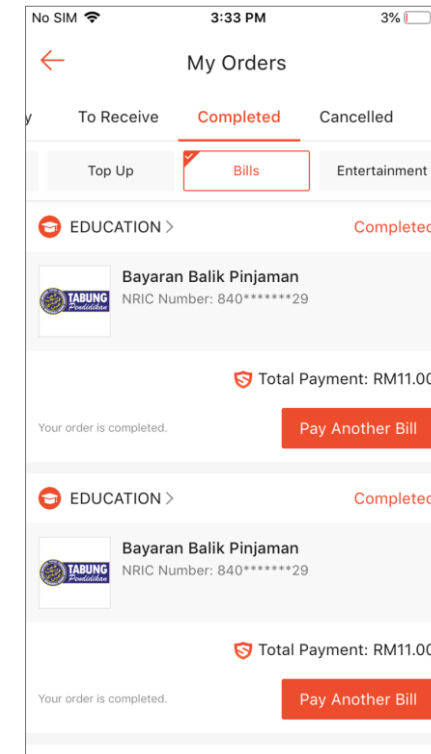 No SIM 3:33 PM 3%
My Orders
y To Receive Completed Cancelled
Top Up Bills Entertainment
EDUCATION > Completed
Bayaran Balik Pinjaman
TABUNG
Pendidikan
NRIC Number: 840*******29
Total Payment: RM11.00
Your order is completed. Pay Another Bill
EDUCATION > Completed
Bayaran Balik Pinjaman
TABUNG
Pendidikan
NRIC Number: 840*******29
Total Payment: RM11.00
Your order is completed. Pay Another Bill